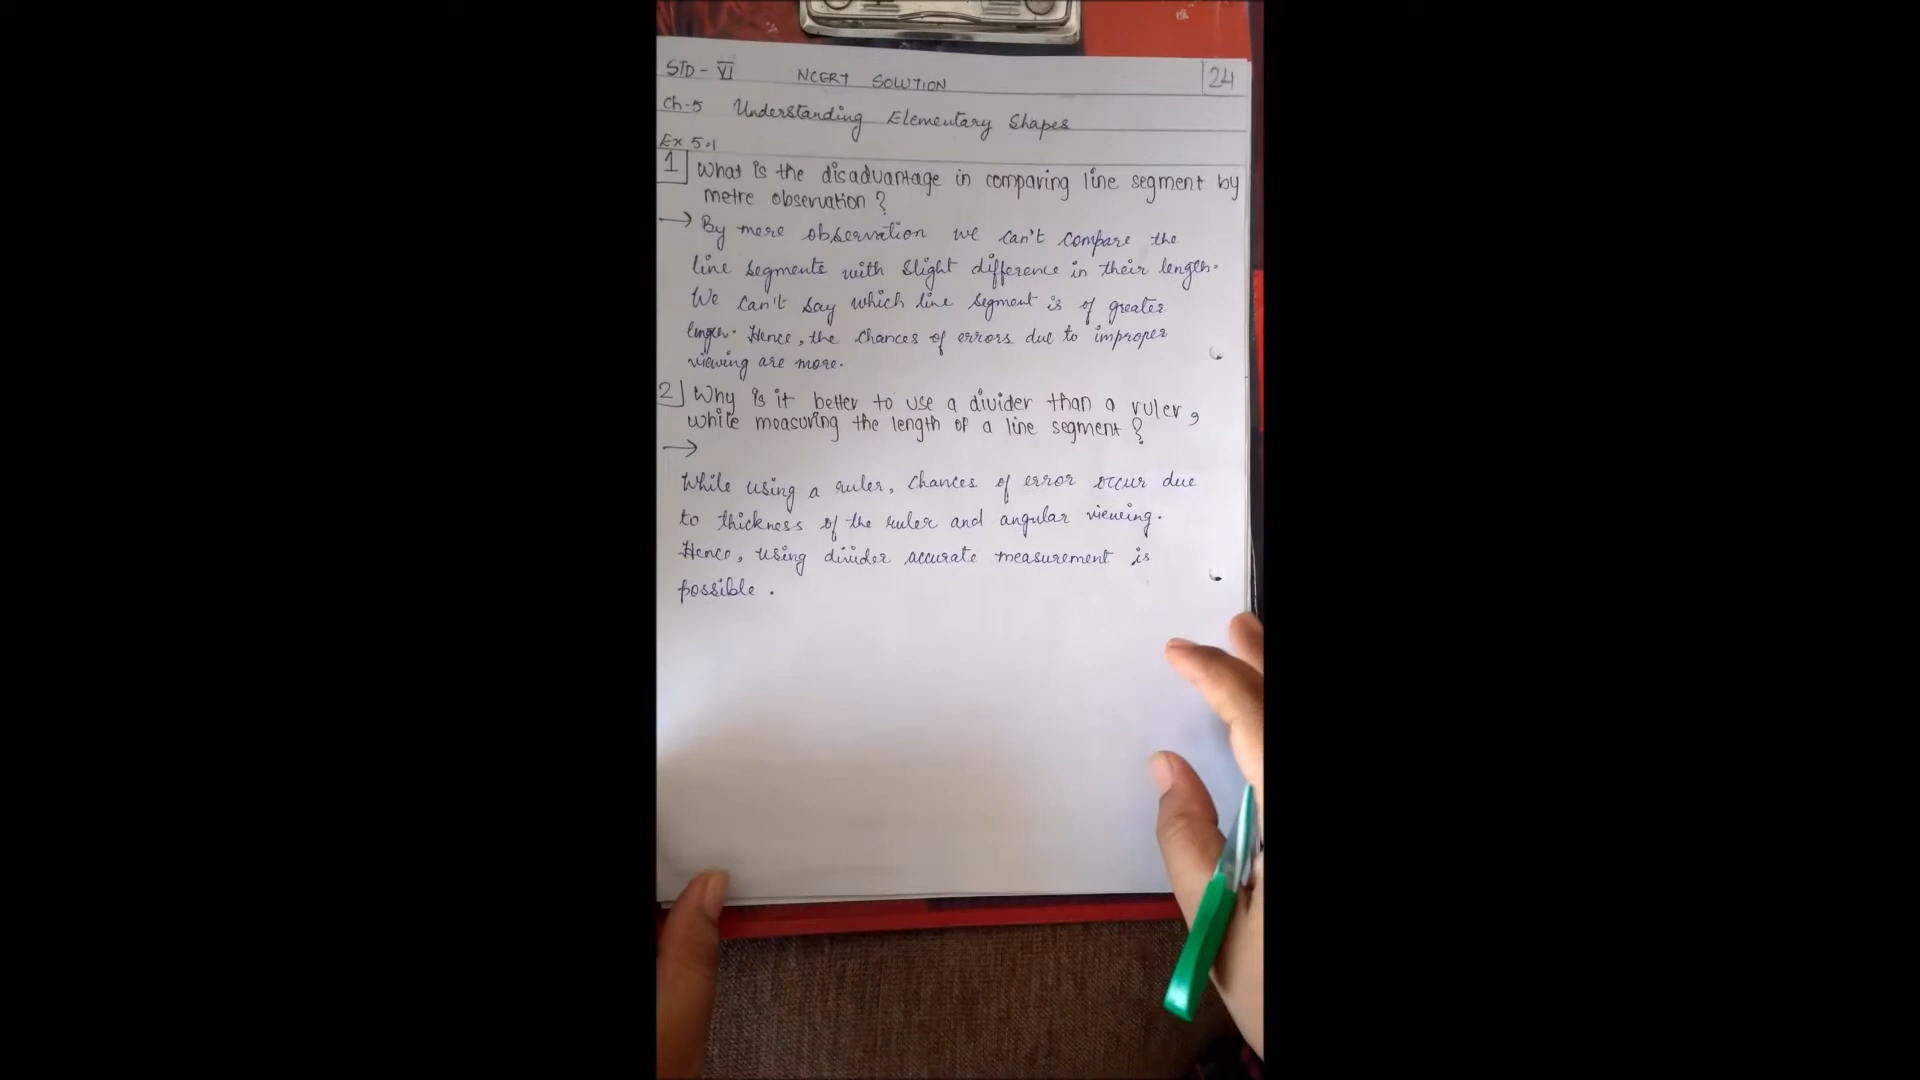 STD - VI NCERT SOLUTION 24
Ch-5 Understanding Elementary Shapes
Ex 5.1
1 What is the disadvantage in comparing line segment by
metre observation ?
→ By mere observation we can't compare the
line segments with slight difference in their length.
We can't say which line segment is of greater
length. Hence, the chances of errors due to improper
viewing are more.
2 Why is it better to use a divider than a ruler,
while measuring the length of a line segment ?
→
While using a ruler, chances of error occur due
to thickness of the ruler and angular viewing.
Hence, using divider accurate measurement is
possible.